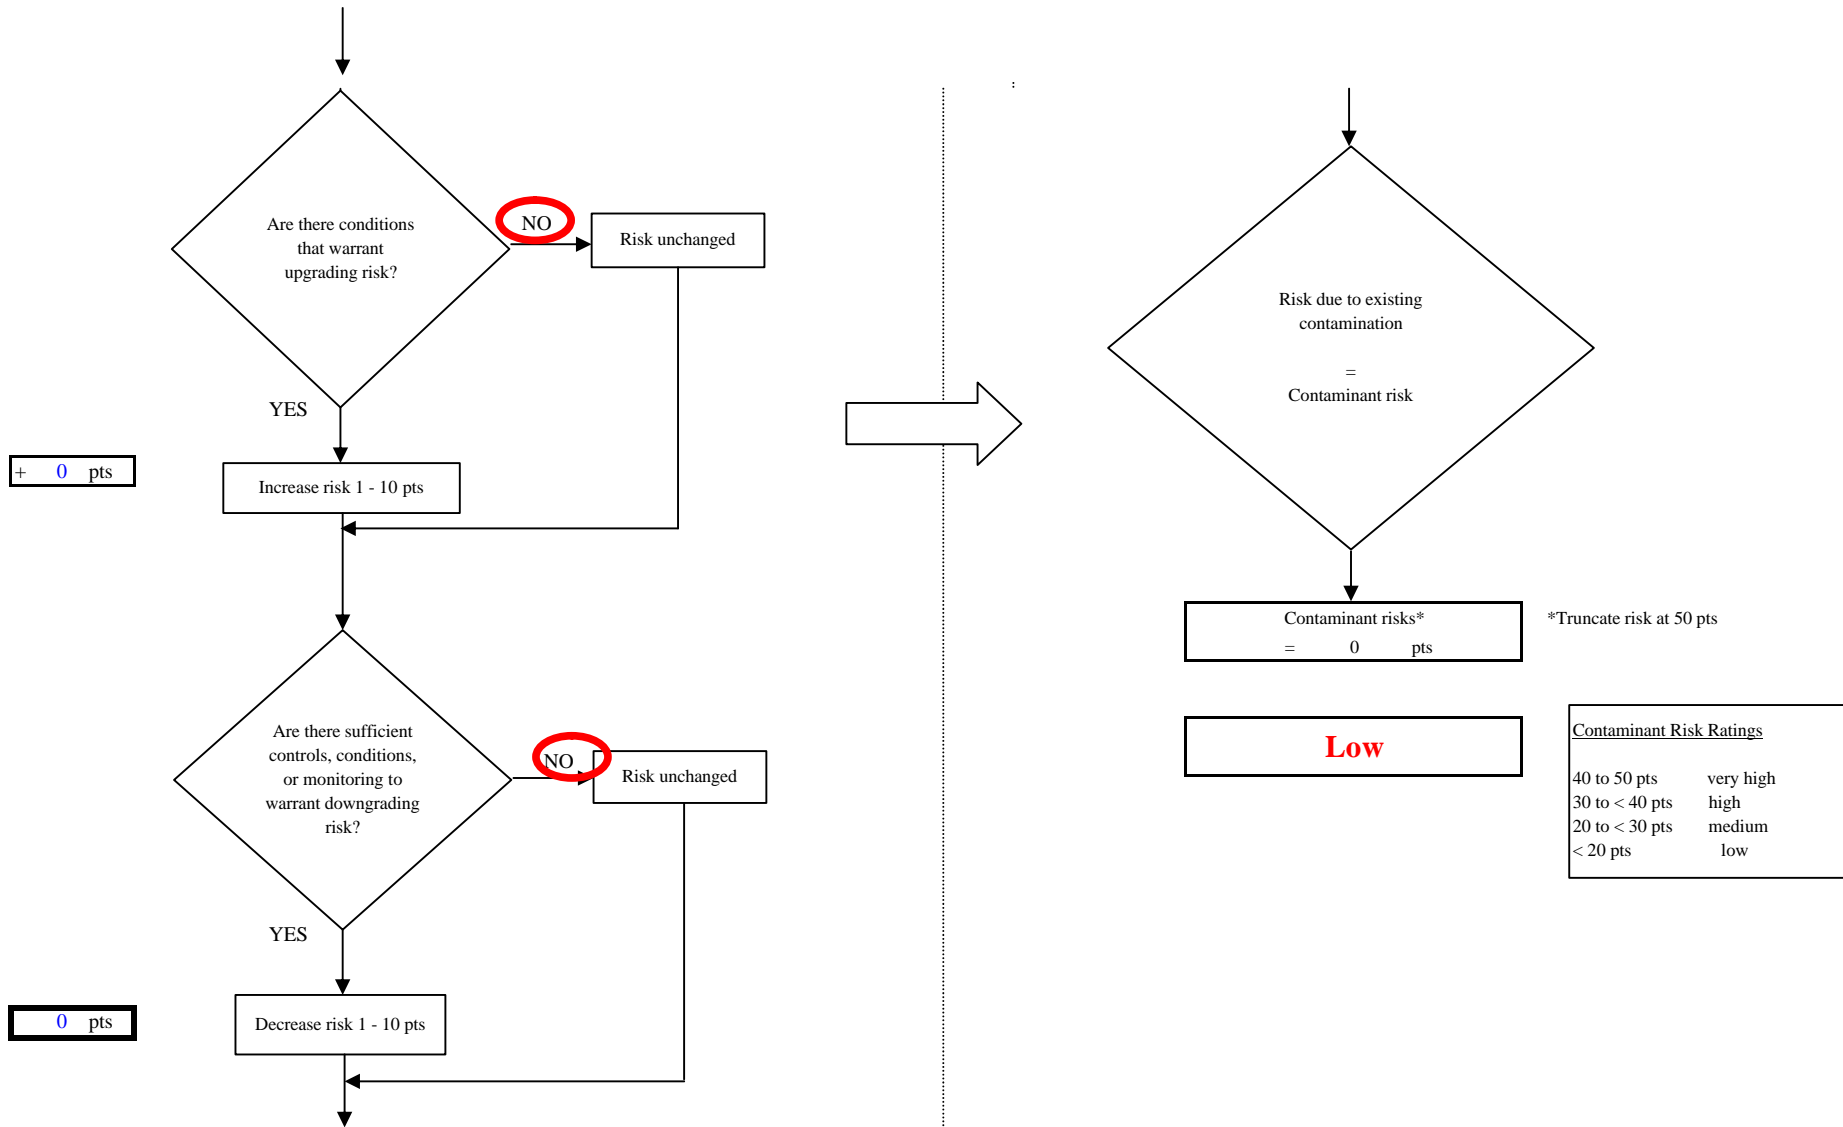 Are there conditions
that warrant
upgrading risk?
NO
Risk unchanged
YES
+ 0 pts
Increase risk 1 - 10 pts
Are there sufficient
controls, conditions,
or monitoring to
warrant downgrading
risk?
NO
Risk unchanged
YES
0 pts
Decrease risk 1 - 10 pts
:
Risk due to existing
contamination
=
Contaminant risk
Contaminant risks*
= 0 pts
*Truncate risk at 50 pts
Low
Contaminant Risk Ratings
40 to 50 pts very high
30 to < 40 pts high
20 to < 30 pts medium
< 20 pts low